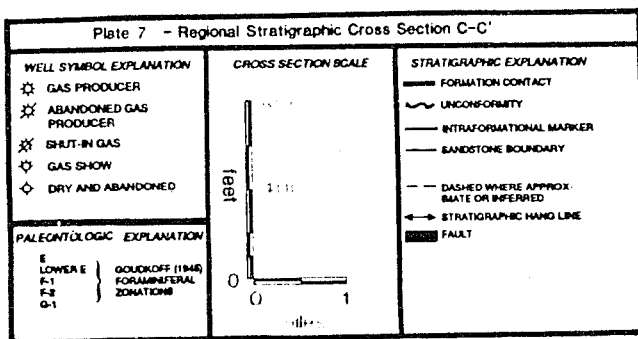 Plate 7 - Regional Stratigraphic Cross Section C-C'
WELL SYMBOL EXPLANATION
GAS PRODUCER
ABANDONED GAS
PRODUCER
SHUT-IN GAS
GAS SHOW
DRY AND ABANDONED
PALEONTOLOGIC EXPLANATION
E
LOWER E
F-1
F-2
G-1
GOUDKOFF (1945)
FORAMINIFERAL
ZONATIONS
CROSS SECTION SCALE
feet
0
0 1
STRATIGRAPHIC EXPLANATION
FORMATION CONTACT
UNCONFORMITY
INTRAFORMATIONAL MARKER
SANDSTONE BOUNDARY
DASHED WHERE APPROX-
IMATE OR INFERRED
STRATIGRAPHIC HANG LINE
FAULT